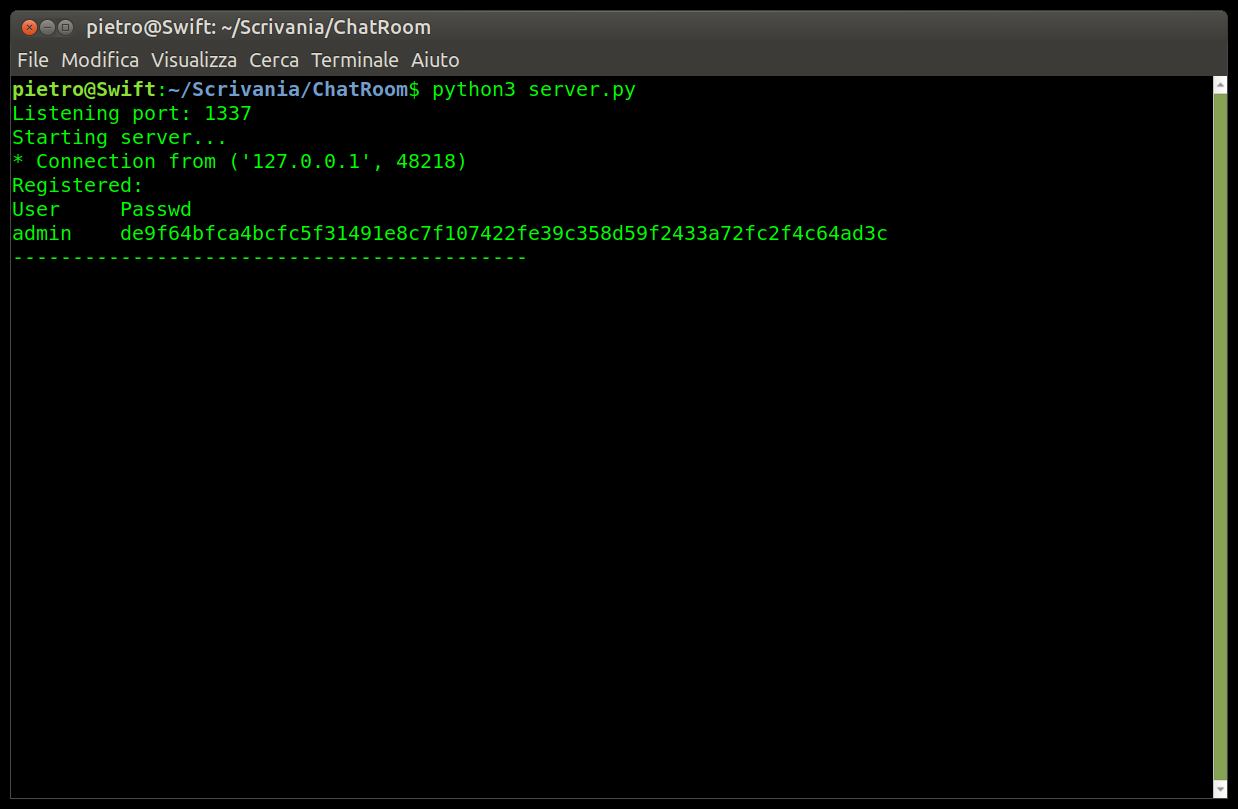 pietro@Swift: ~/Scrivania/ChatRoom
File Modifica Visualizza Cerca Terminale Aiuto
pietro@Swift:~/Scrivania/ChatRoom$ python3 server.py
Listening port: 1337
Starting server...
* Connection from ('127.0.0.1', 48218)
Registered:
User Passwd
admin de9f64bfca4bcfc5f31491e8c7f107422fe39c358d59f2433a72fc2f4c64ad3c
-------------------------------------------